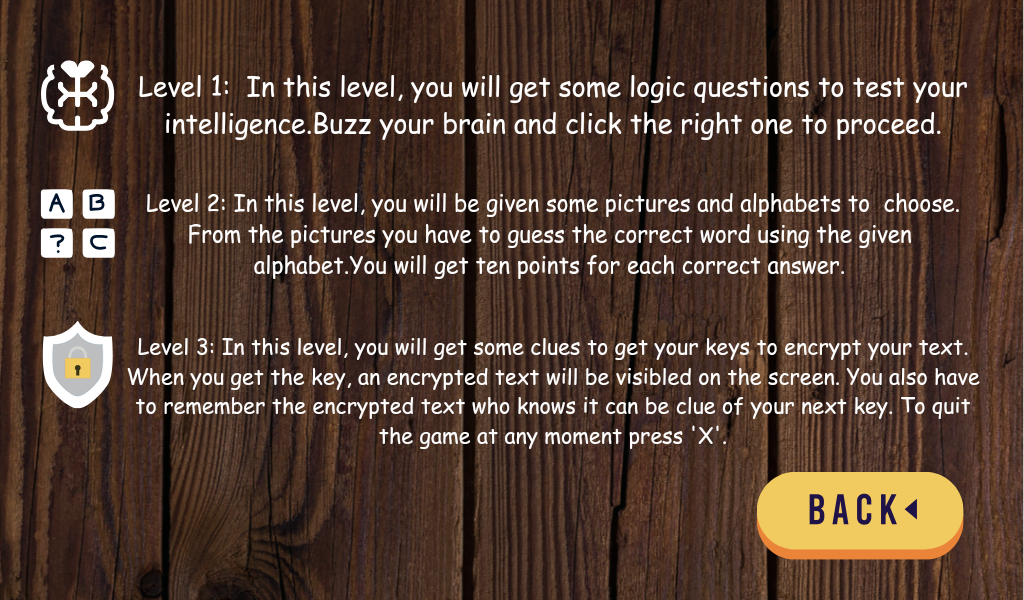 Level 1:  In this level, you will get some logic questions to test your
intelligence.Buzz your brain and click the right one to proceed.
A B
? C
Level 2: In this level, you will be given some pictures and alphabets to  choose.
From the pictures you have to guess the correct word using the given
alphabet.You will get ten points for each correct answer.
Level 3: In this level, you will get some clues to get your keys to encrypt your text.
When you get the key, an encrypted text will be visibled on the screen. You also have
to remember the encrypted text who knows it can be clue of your next key. To quit
the game at any moment press 'X'.
BACK